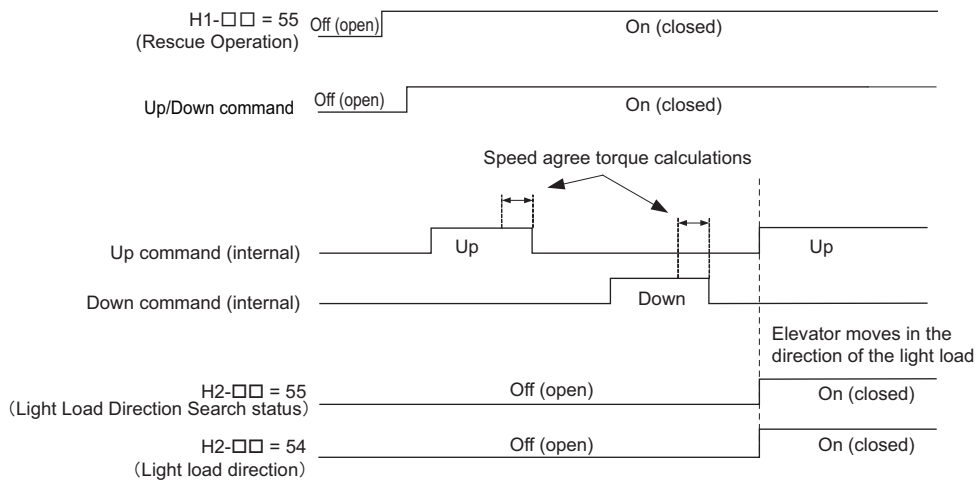 H1-□□ = 55
(Rescue Operation)
Off (open)
On (closed)
Up/Down command
Off (open)
On (closed)
Speed agree torque calculations
Up command (internal)
Up
Up
Down command (internal)
Down
Elevator moves in the
direction of the light load
H2-□□ = 55
（Light Load Direction Search status）
Off (open)
On (closed)
H2-□□ = 54
（Light load direction）
Off (open)
On (closed)